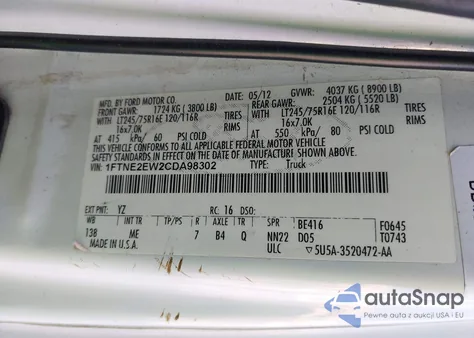 MFD. BY FORD MOTOR CO.
05/12 GVWR: 4037 KG ( 8900 LB)
FRONT GAWR: 1724 KG ( 3800 LB) REAR GAWR: 2504 KG ( 5520 LB)
WITH LT245/75R16E 120/116R TIRES WITH LT245/75R16E 120/116R TIRES
16x7.0K RIMS 16x7.0K RIMS
AT 415 kPa/ 60 PSI COLD AT 550 kPa/ 80 PSI COLD
THIS VEHICLE CONFORMS TO ALL APPLICABLE FEDERAL MOTOR VEHICLE
SAFETY STANDARDS IN EFFECT ON THE DATE OF MANUFACTURE SHOWN ABOVE.
VIN: 1FTNE2EW2CDA98302 TYPE: Truck
EXT PNT: YZ RC: 16 DSO:
WB INT TR TP/PS R AXLE TR SPR BE416 F0645
138 ME 7 B4 Q NN22 D05 T0743
MADE IN U.S.A. ULC 5U5A-3520472-AA
autoSnap
Pewne auta z aukcji USA i EU